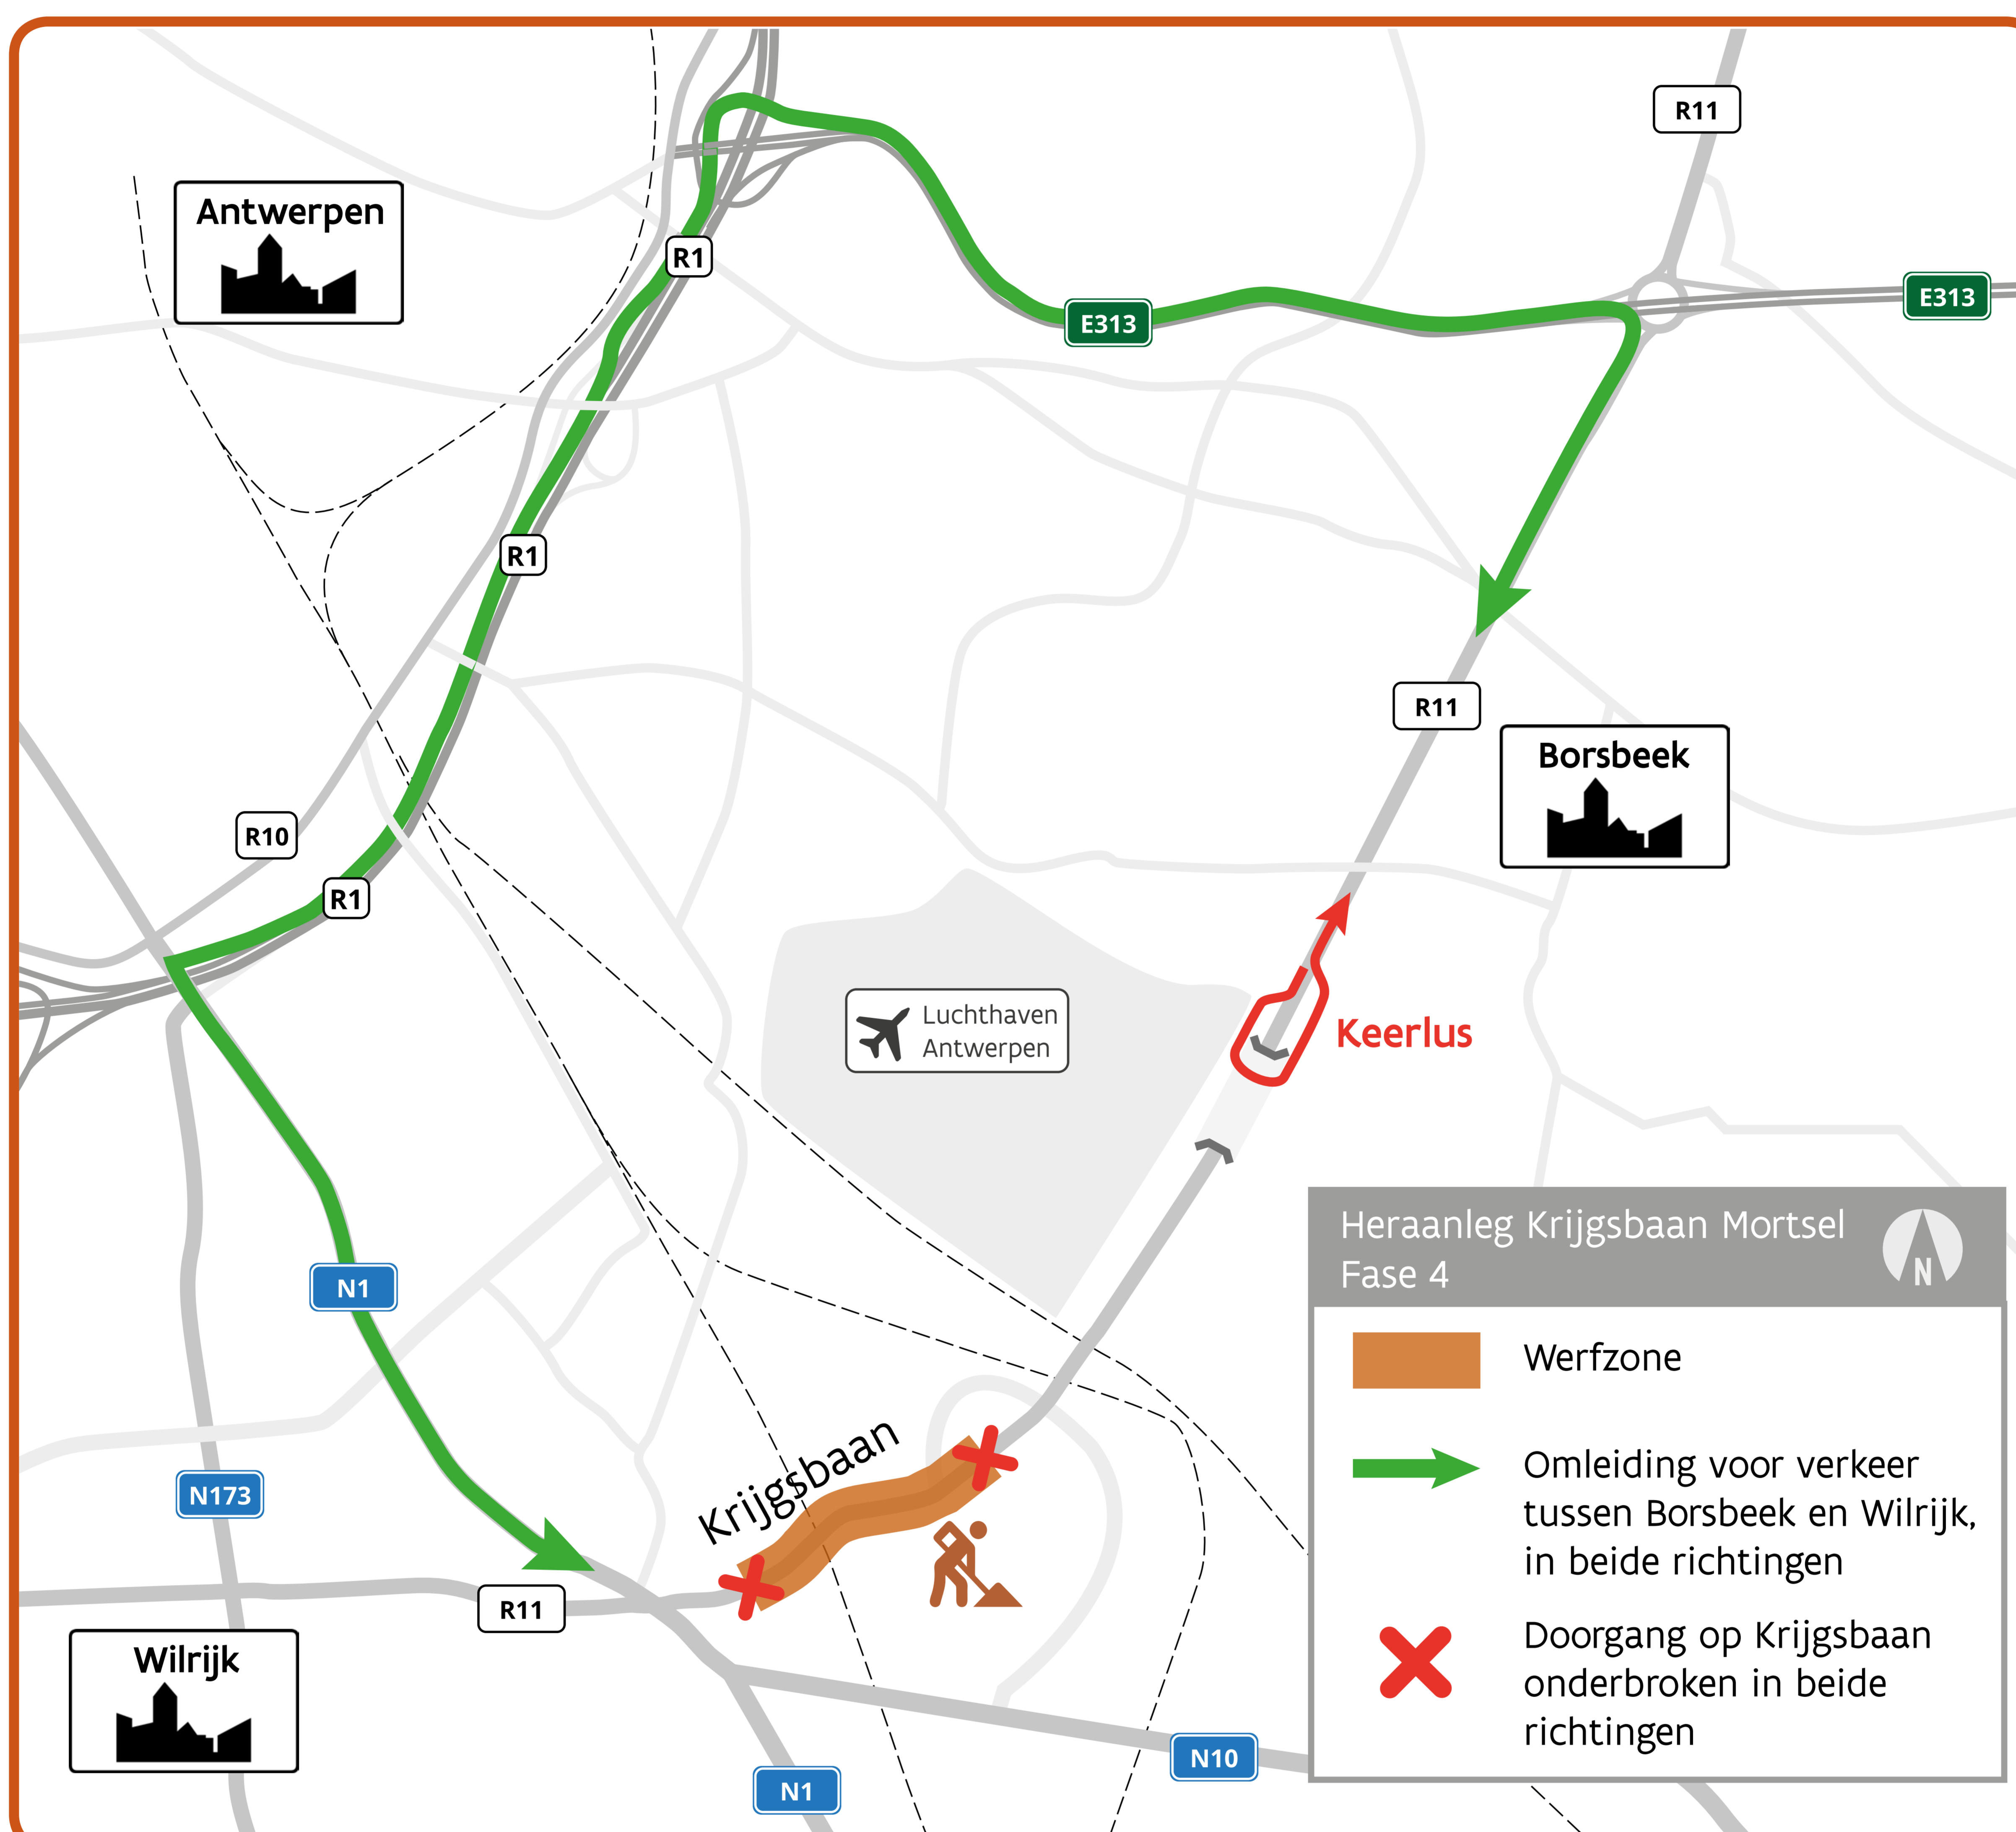 R11
Antwerpen
R1
E313
E313
R1
R11
Borsbeek
R10
R1
Luchthaven
Antwerpen
Keerlus
N1
Krijgsbaan
N173
R11
Wilrijk
N10
N1
Heraanleg Krijgsbaan Mortsel
Fase 4
N
Werfzone
Omleiding voor verkeer
tussen Borsbeek en Wilrijk,
in beide richtingen
Doorgang op Krijgsbaan
onderbroken in beide
richtingen